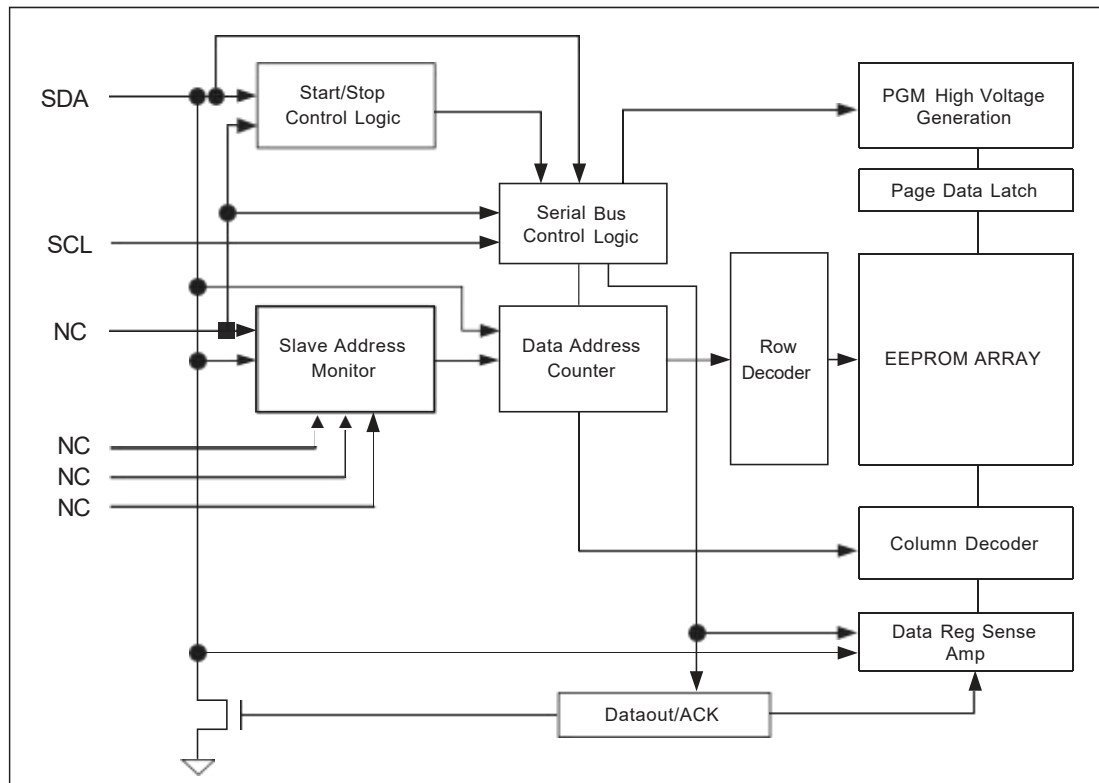 SDA
Start/Stop
Control Logic
PGM High Voltage
Generation
Page Data Latch
SCL
Serial Bus
Control Logic
NC
Slave Address
Monitor
Data Address
Counter
Row
Decoder
EEPROM ARRAY
NC
NC
NC
Column Decoder
Data Reg Sense
Amp
Dataout/ACK